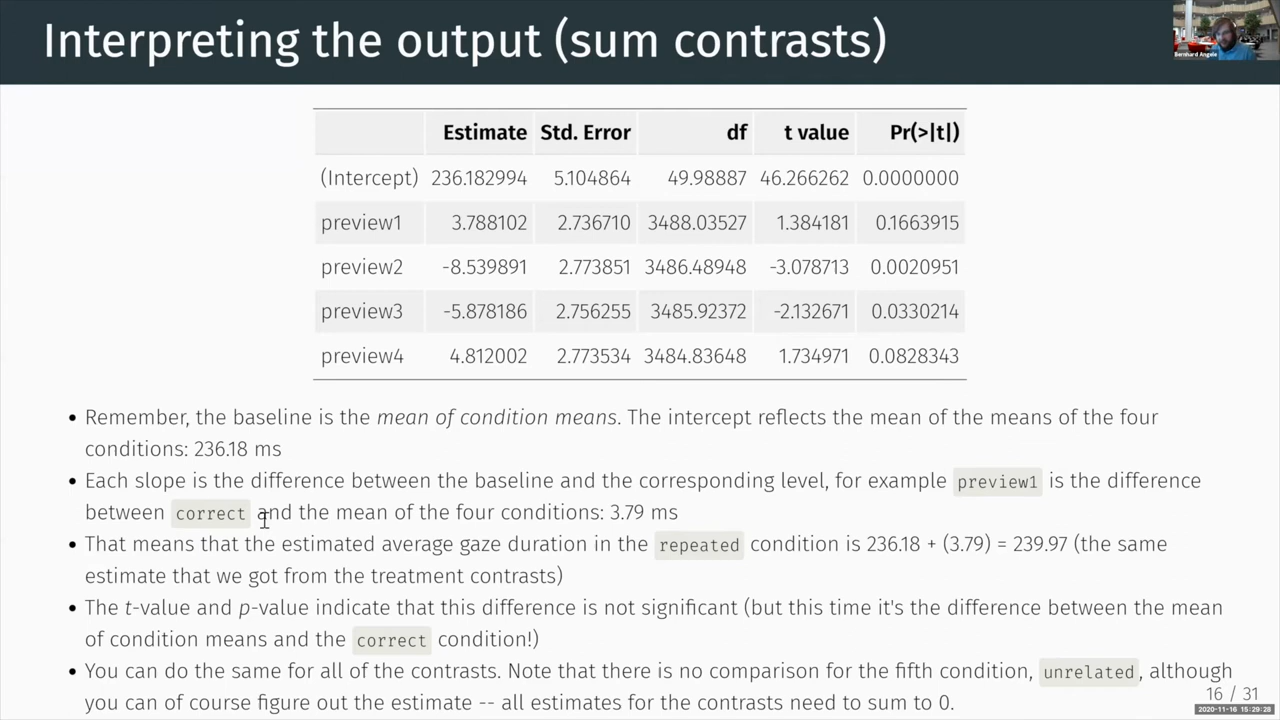 Interpreting the output (sum contrasts)
Bernhard Angele
Estimate Std. Error df t value Pr(>|t|)
(Intercept) 236.182994 5.104864 49.98887 46.266262 0.0000000
preview1 3.788102 2.736710 3488.03527 1.384181 0.1663915
preview2 -8.539891 2.773851 3486.48948 -3.078713 0.0020951
preview3 -5.878186 2.756255 3485.92372 -2.132671 0.0330214
preview4 4.812002 2.773534 3484.83648 1.734971 0.0828343
• Remember, the baseline is the mean of condition means. The intercept reflects the mean of the means of the four
conditions: 236.18 ms
• Each slope is the difference between the baseline and the corresponding level, for example preview1 is the difference
between correct and the mean of the four conditions: 3.79 ms
• That means that the estimated average gaze duration in the repeated condition is 236.18 + (3.79) = 239.97 (the same
estimate that we got from the treatment contrasts)
• The t-value and p-value indicate that this difference is not significant (but this time it's the difference between the mean
of condition means and the correct condition!)
• You can do the same for all of the contrasts. Note that there is no comparison for the fifth condition, unrelated, although
you can of course figure out the estimate -- all estimates for the contrasts need to sum to 0.
16 / 31
2020-11-16 15:29:28